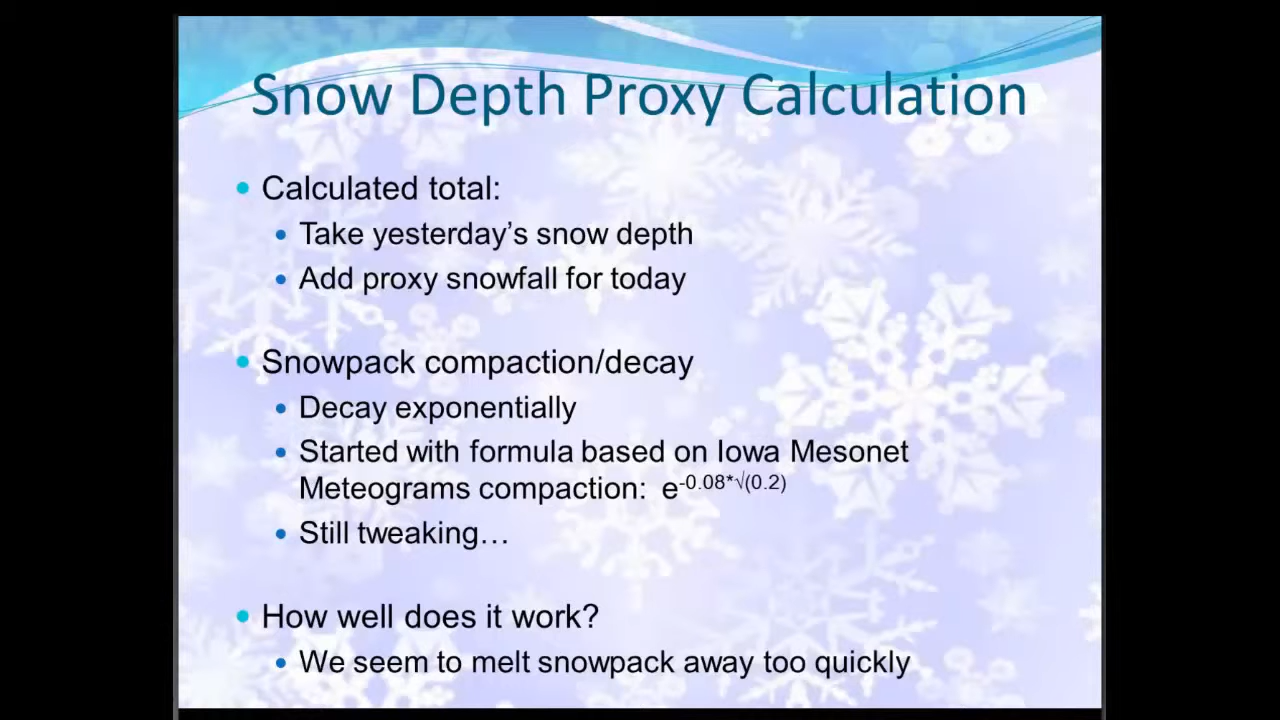 Snow Depth Proxy Calculation
• Calculated total:
• Take yesterday’s snow depth
• Add proxy snowfall for today
• Snowpack compaction/decay
• Decay exponentially
• Started with formula based on Iowa Mesonet
Meteograms compaction: e^-0.08*√(0.2)
• Still tweaking…
• How well does it work?
• We seem to melt snowpack away too quickly